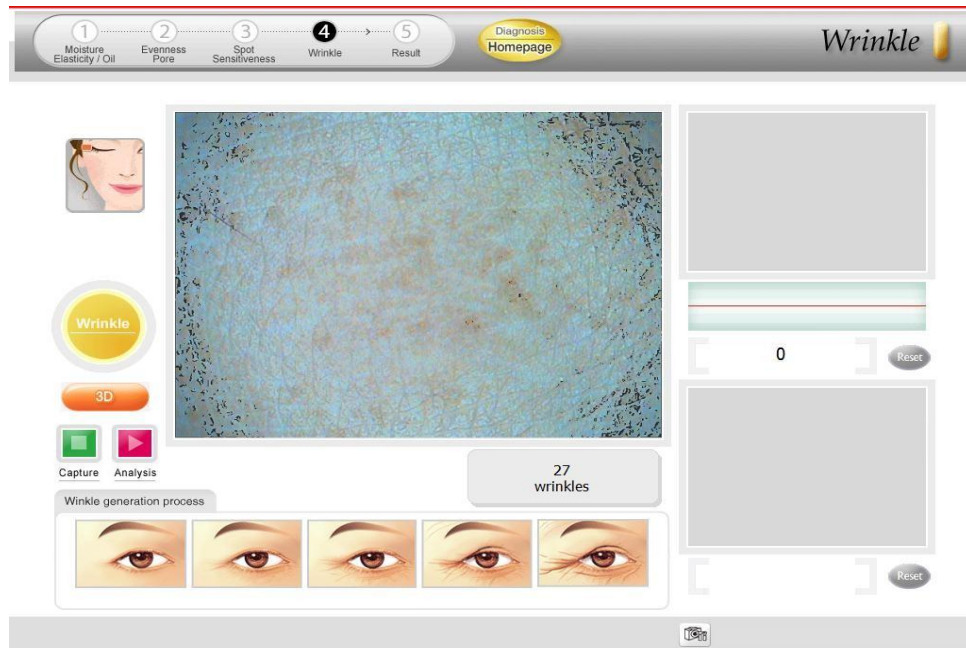 1
2
3
4
5
Moisture
Elasticity / Oil
Evenness
Pore
Spot
Sensitiveness
Wrinkle
Result
Diagnosis
Homepage
Wrinkle
Wrinkle
3D
Capture
Analysis
27
wrinkles
0
Reset
Winkle generation process
Reset